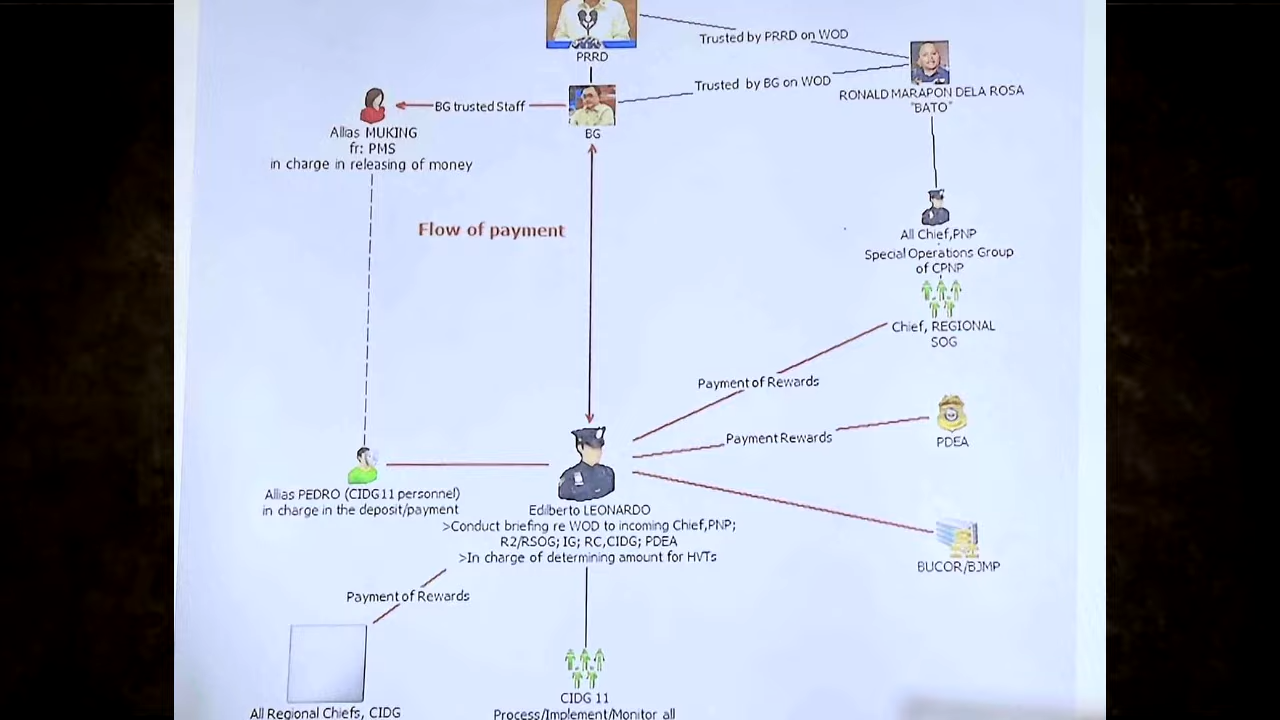 PRRD
Trusted by PRRD on WOD
Trusted by BG on WOD
RONALD MARAPON DELA ROSA
"BATO"
BG trusted Staff
BG
Allias MUKING
fr: PMS
in charge in releasing of money
Flow of payment
All Chief,PNP
Special Operations Group
of CPNP
Chief, REGIONAL
SOG
Payment of Rewards
Payment Rewards
PDEA
Allias PEDRO (CIDG11 personnel)
in charge in the deposit/payment
Edilberto LEONARDO
>Conduct briefing re WOD to incoming Chief,PNP;
R2/RSOG; IG; RC,CIDG; PDEA
>In charge of determining amount for HVTs
BUCOR/BJMP
Payment of Rewards
All Regional Chiefs, CIDG
CIDG 11
Process/Implement/Monitor all